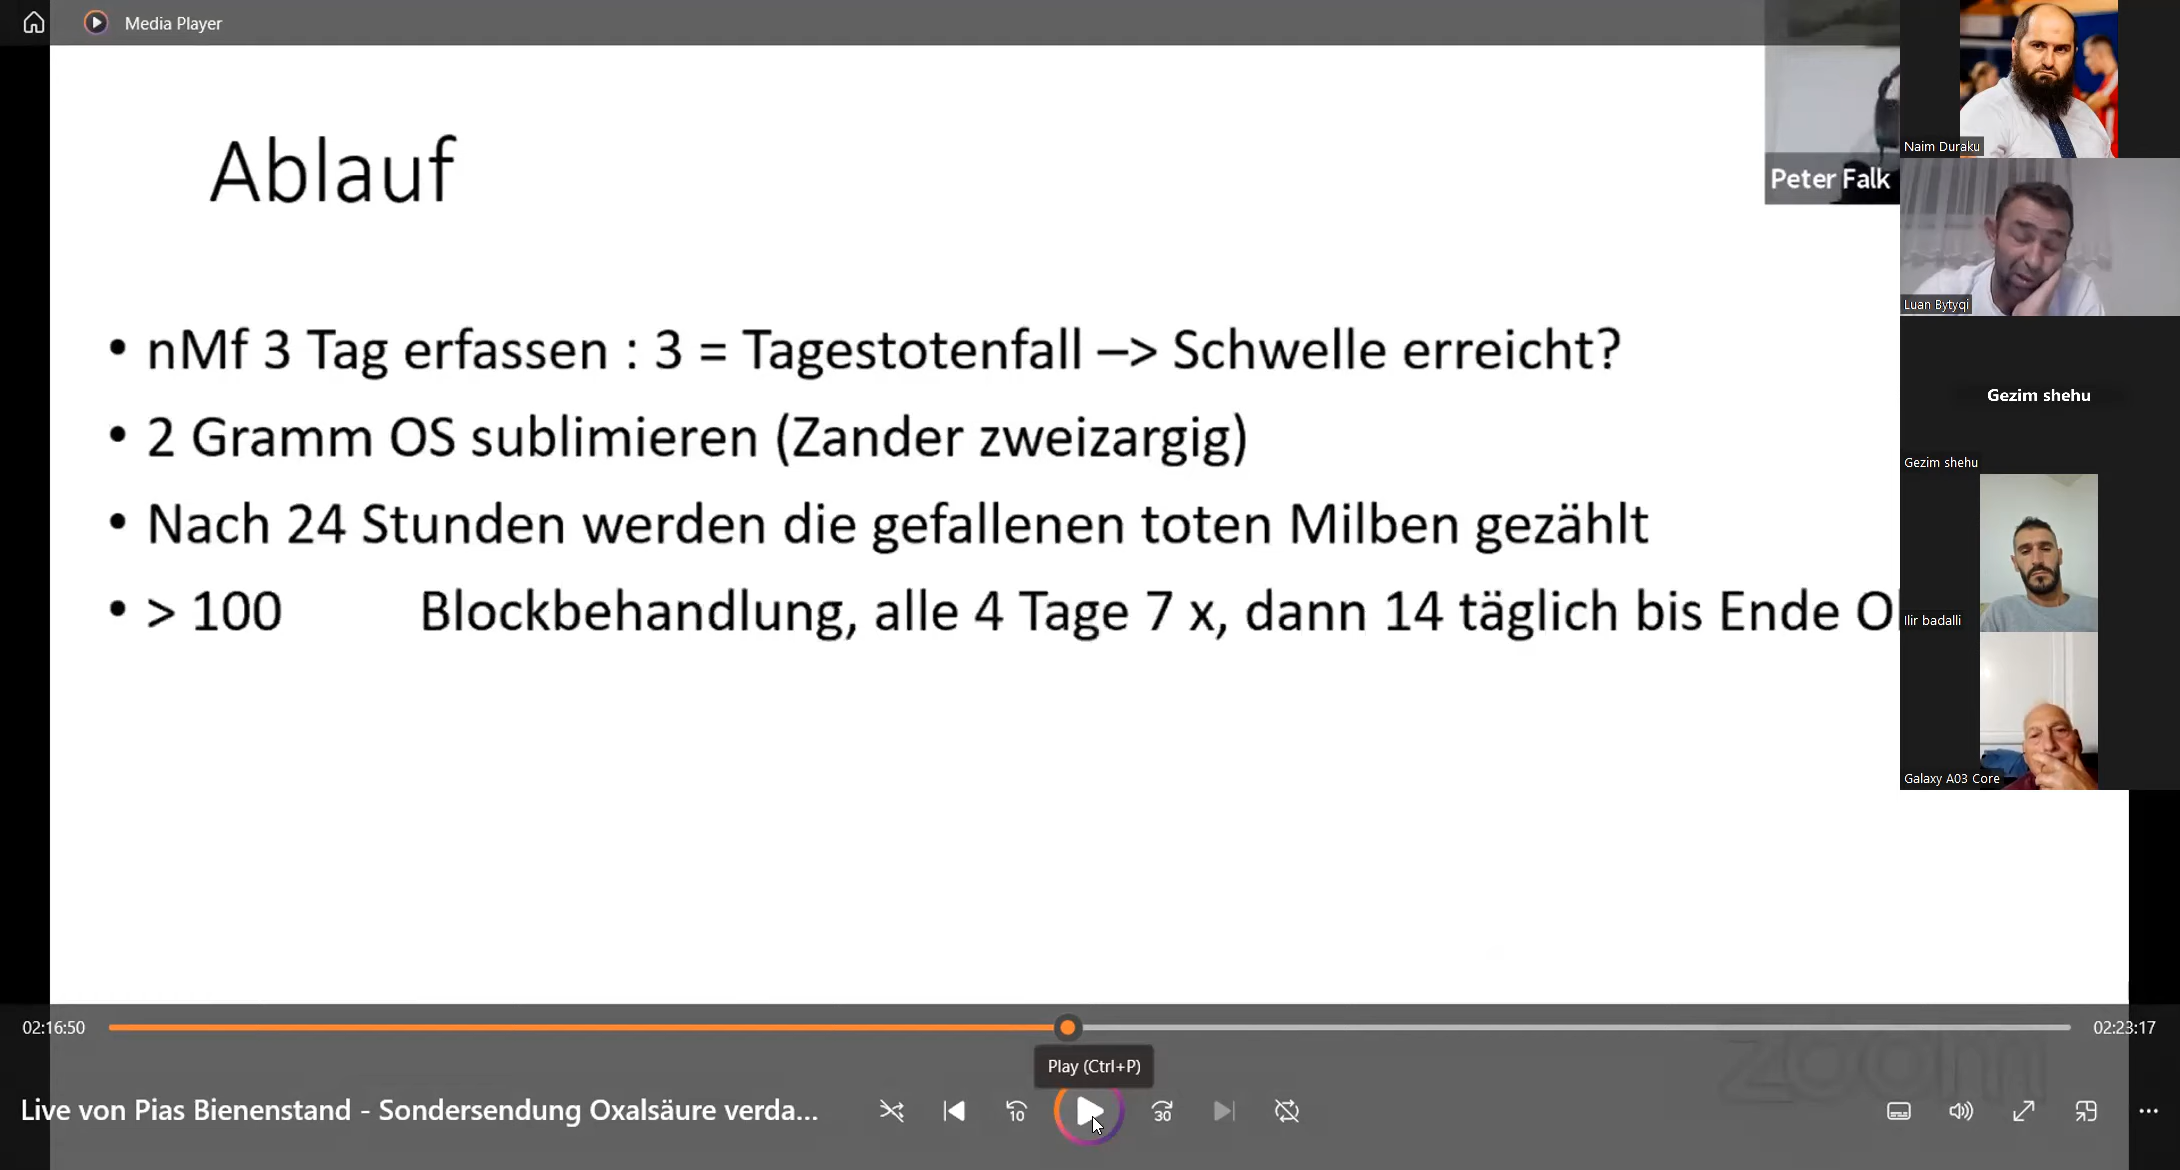 Media Player
Ablauf
Peter Falk
Naim Duraku
Luan Bytyqi
• nMf 3 Tag erfassen : 3 = Tagestotenfall –> Schwelle erreicht?
• 2 Gramm OS sublimieren (Zander zweizargig)
• Nach 24 Stunden werden die gefallenen toten Milben gezählt
• > 100 Blockbehandlung, alle 4 Tage 7 x, dann 14 täglich bis Ende
Gezim shehu
Gezim shehu
Ilir badalli
Galaxy A03 Core
02:16:50
02:23:17
zoom
Play (Ctrl+P)
Live von Pias Bienenstand - Sondersendung Oxalsäure verda...
10
30